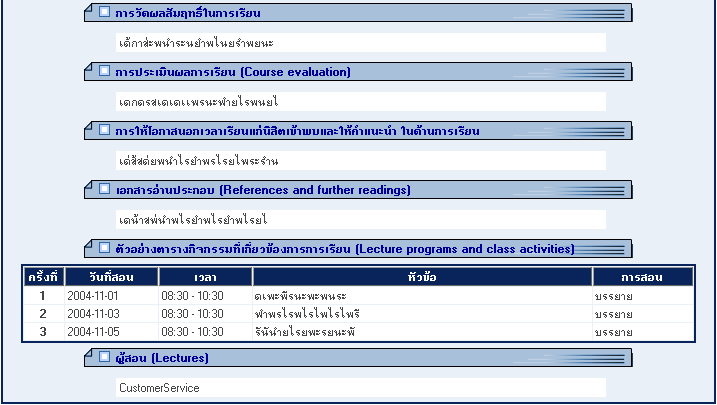 การวัดผลสัมฤทธิ์ในการเรียน
เด้กาส่ะพนำระนยำพไนยรำพยนะ
การประเมินผลการเรียน (Course evaluation)
เดกดรสเดเดเเพรนะฟายไรพนยไ
การให้โอกาสนอกเวลาเรียนแก่นิสิตเข้าพบและให้คำแนะนำ ในด้านการเรียน
เด่สีสด่ยพนำไรยำพรไรยไพระรำน
เอกสารอ่านประกอบ (References and further readings)
เดน้าสพ่นำพไรยำพไรยำพไรยไ
ตัวอย่างตารางกิจกรรมที่เกี่ยวข้องการการเรียน (Lecture programs and class activities)
ครั้งที่ วันที่สอน เวลา หัวข้อ การสอน
1 2004-11-01 08:30 - 10:30 ดเพะพีรนะพะพนระ บรรยาย
2 2004-11-03 08:30 - 10:30 ฟำพรไรพไรไพไรไพรี บรรยาย
3 2004-11-05 08:30 - 10:30 รีนีนำยไรยพะรยนะพั บรรยาย
ผู้สอน (Lectures)
CustomerService